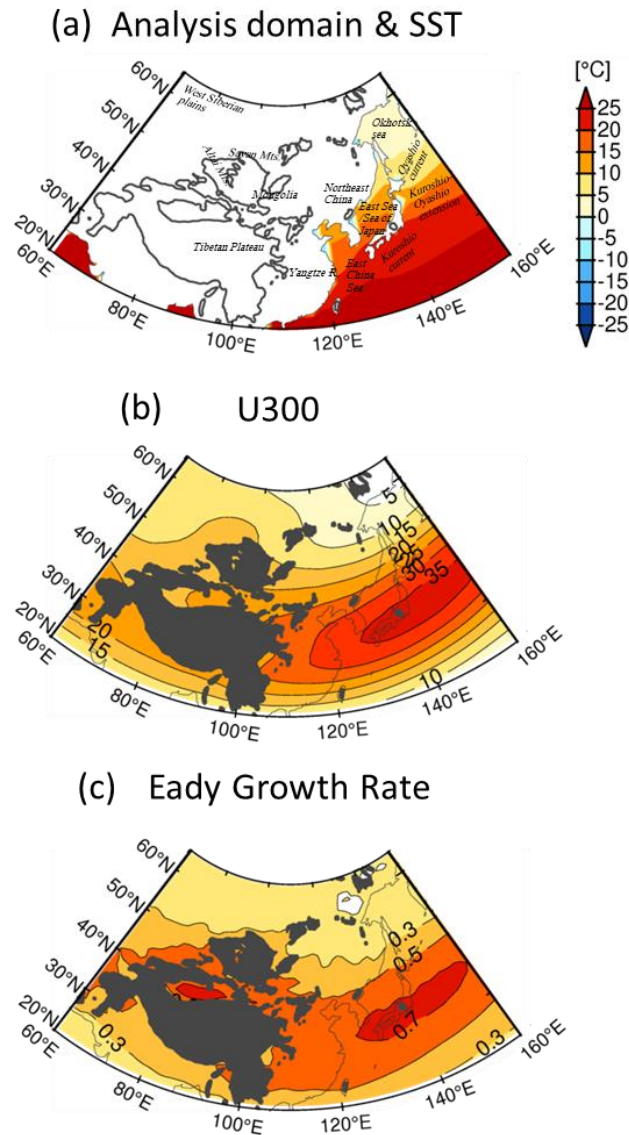 (a) Analysis domain & SST
[°C]
60°N
50°N
40°N
30°N
20°N
60°E
80°E
100°E
120°E
140°E
160°E
West Siberian
plains
Altai Mts.
Sayan Mts.
Mongolia
Tibetan Plateau
Northeast
China
Yangtze R.
East Sea
Sea of
Japan
East
China
Sea
Okhotsk
sea
Oyashio
current
Kuroshio-
Oyashio
extension
Kuroshio
current
25
20
15
10
5
0
-5
-10
-15
-20
-25
(b) U300
60°N
50°N
40°N
30°N
20°N
60°E
80°E
100°E
120°E
140°E
160°E
5
10
15
20
25
30
35
20
15
10
(c) Eady Growth Rate
60°N
50°N
40°N
30°N
20°N
60°E
80°E
100°E
120°E
140°E
160°E
0.3
0.5
0.7
0.3
0.3